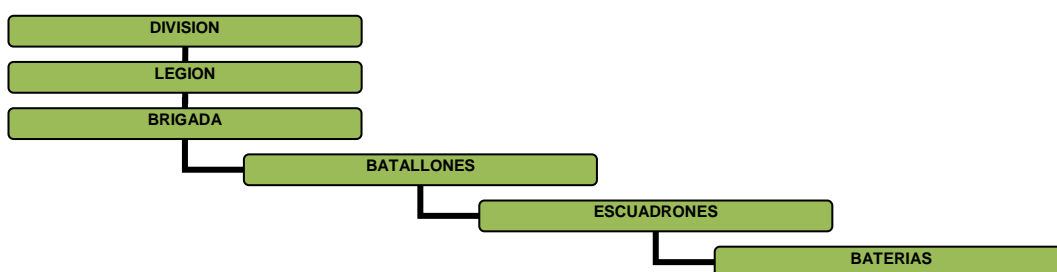 DIVISION
LEGION
BRIGADA
BATALLONES
ESCUADRONES
BATERIAS